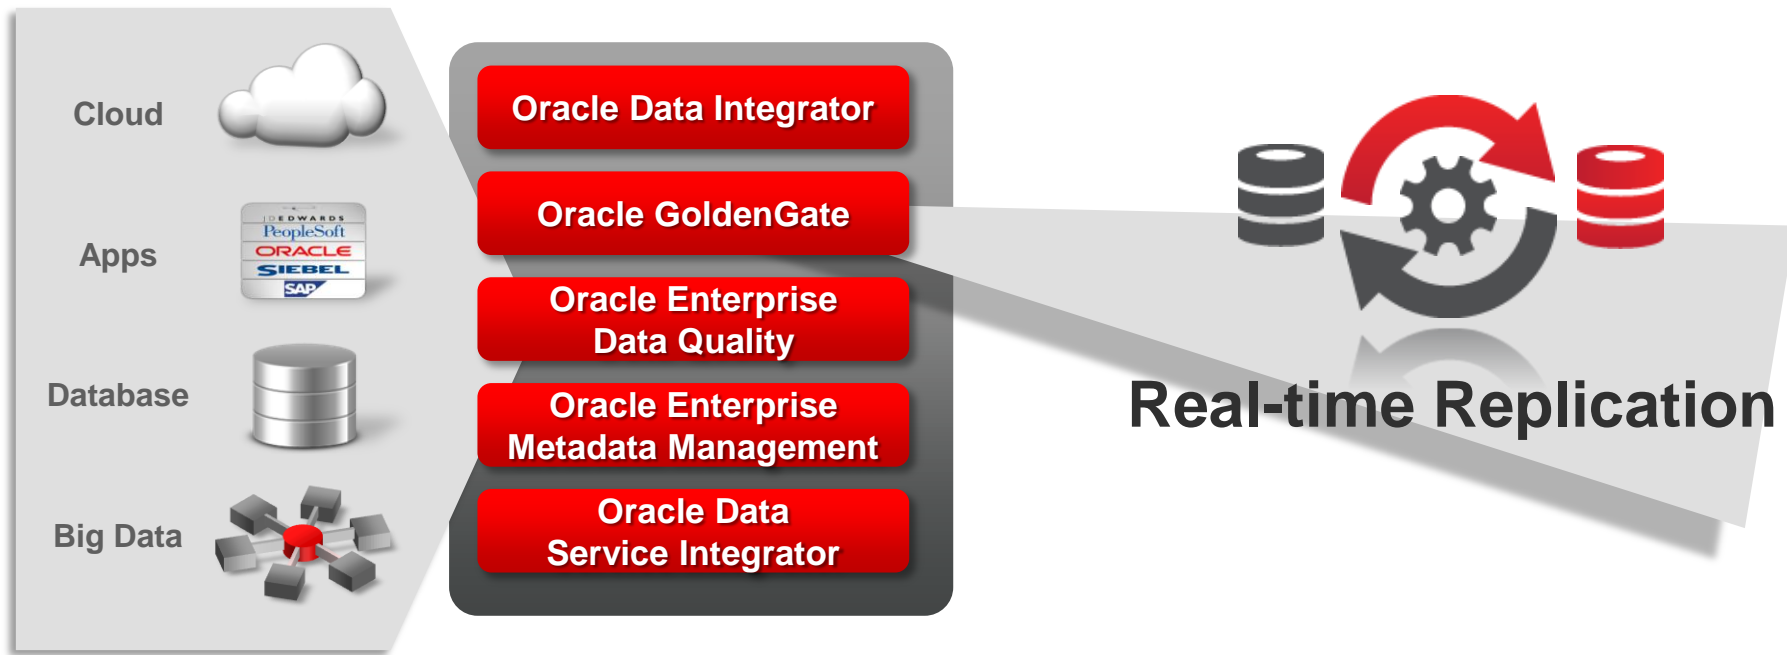 Cloud
Apps
JDEDWARDS
PeopleSoft
ORACLE
SIEBEL
SAP
Database
Big Data
Oracle Data Integrator
Oracle GoldenGate
Oracle Enterprise
Data Quality
Oracle Enterprise
Metadata Management
Oracle Data
Service Integrator
Real-time Replication